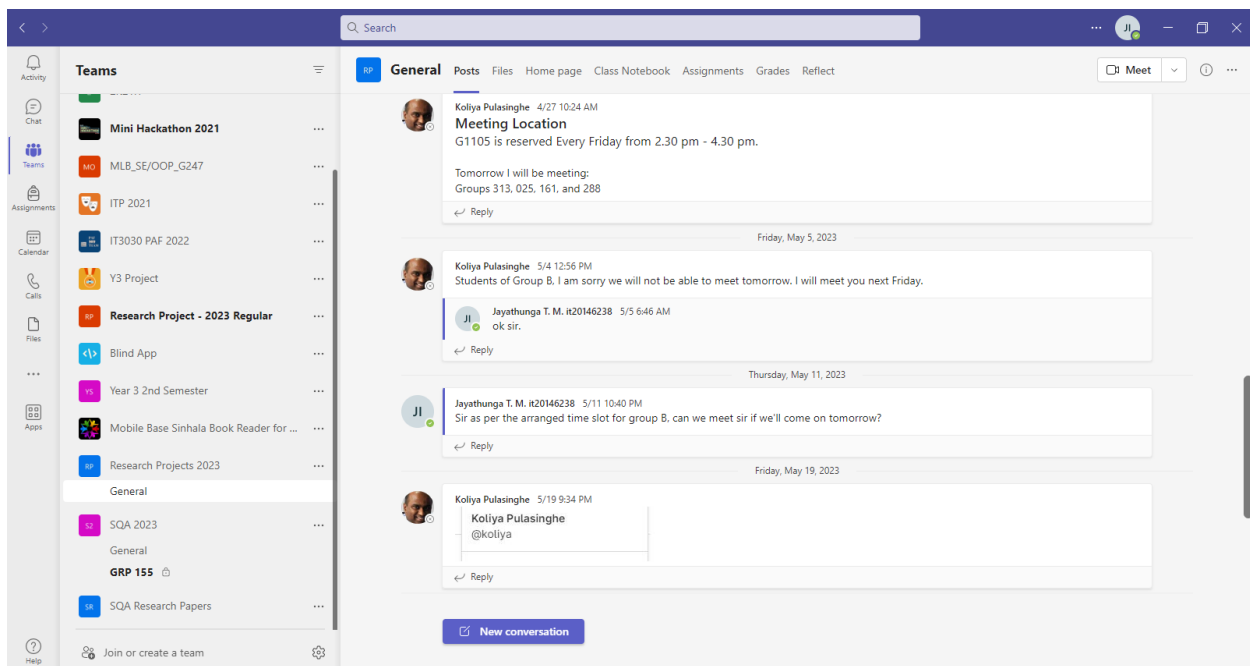 Search
JI
Activity
Chat
Teams
Assignments
Calendar
Calls
Files
Apps
Help
Teams
Mini Hackathon 2021
MO MLB_SE/OOP_G247
ITP 2021
IT3030 PAF 2022
Y3 Project
RP Research Project - 2023 Regular
Blind App
YS Year 3 2nd Semester
Mobile Base Sinhala Book Reader for ...
RP Research Projects 2023
General
S2 SQA 2023
General
GRP 155
SR SQA Research Papers
Join or create a team
RP General Posts Files Home page Class Notebook Assignments Grades Reflect
Meet
Koliya Pulasinghe 4/27 10:24 AM
Meeting Location
G1105 is reserved Every Friday from 2.30 pm - 4.30 pm.
Tomorrow I will be meeting:
Groups 313, 025, 161, and 288
Reply
Friday, May 5, 2023
Koliya Pulasinghe 5/4 12:56 PM
Students of Group B, I am sorry we will not be able to meet tomorrow. I will meet you next Friday.
JI Jayathunga T. M. it20146238 5/5 6:46 AM
ok sir.
Reply
Thursday, May 11, 2023
JI Jayathunga T. M. it20146238 5/11 10:40 PM
Sir as per the arranged time slot for group B, can we meet sir if we'll come on tomorrow?
Reply
Friday, May 19, 2023
Koliya Pulasinghe 5/19 9:34 PM
Koliya Pulasinghe
@koliya
Reply
New conversation